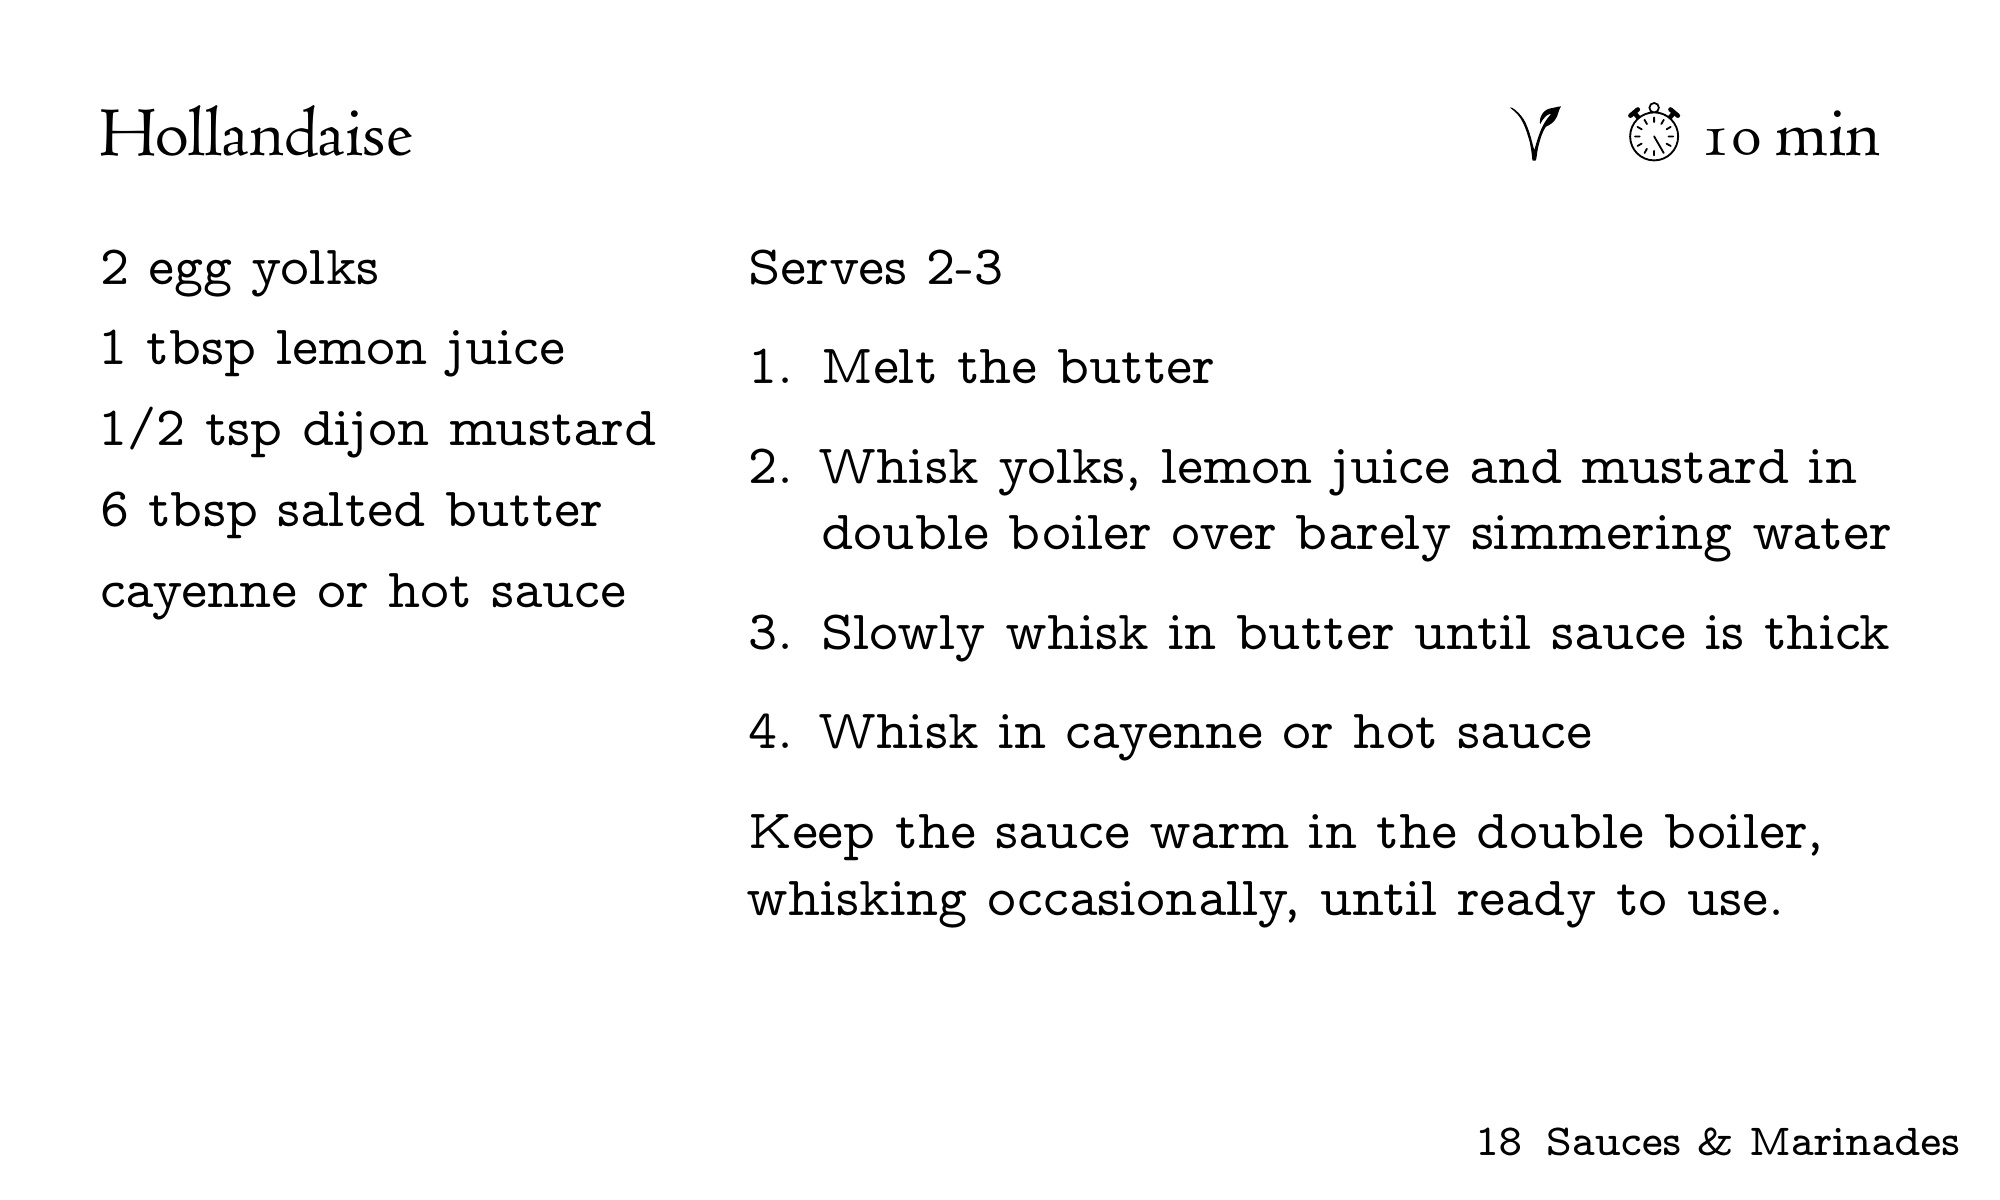 Hollandaise
10 min
2 egg yolks
1 tbsp lemon juice
1/2 tsp dijon mustard
6 tbsp salted butter
cayenne or hot sauce
Serves 2-3
1. Melt the butter
2. Whisk yolks, lemon juice and mustard in
double boiler over barely simmering water
3. Slowly whisk in butter until sauce is thick
4. Whisk in cayenne or hot sauce
Keep the sauce warm in the double boiler,
whisking occasionally, until ready to use.
18 Sauces & Marinades